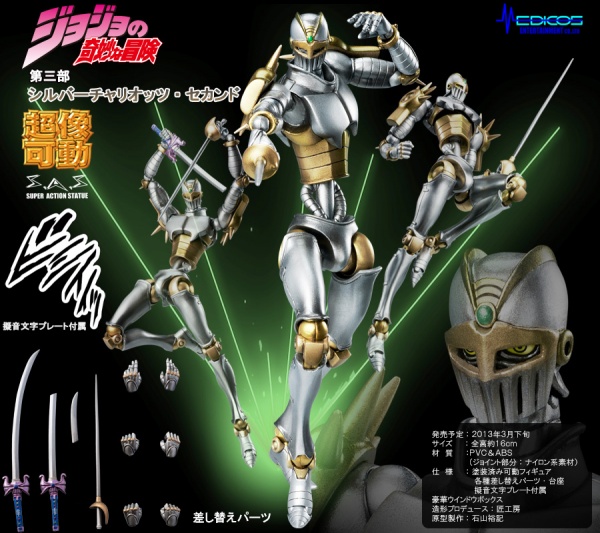 ジョジョの
奇妙な冒険
第三部
シルバーチャリオッツ・セカンド
超像
可動
S.A.S
SUPER ACTION STATUE
MEDICOS
擬音文字プレート付属
差し替えパーツ
発売予定：2013年3月下旬
サイズ：全高約16cm
材質：PVC＆ABS
（ジョイント部分：ナイロン系素材）
仕様：塗装済み可動フィギュア
各種差し替えパーツ・台座
擬音文字プレート付属
豪華ウインドウボックス
造形プロデュース：匠工房
原型製作：石山裕記